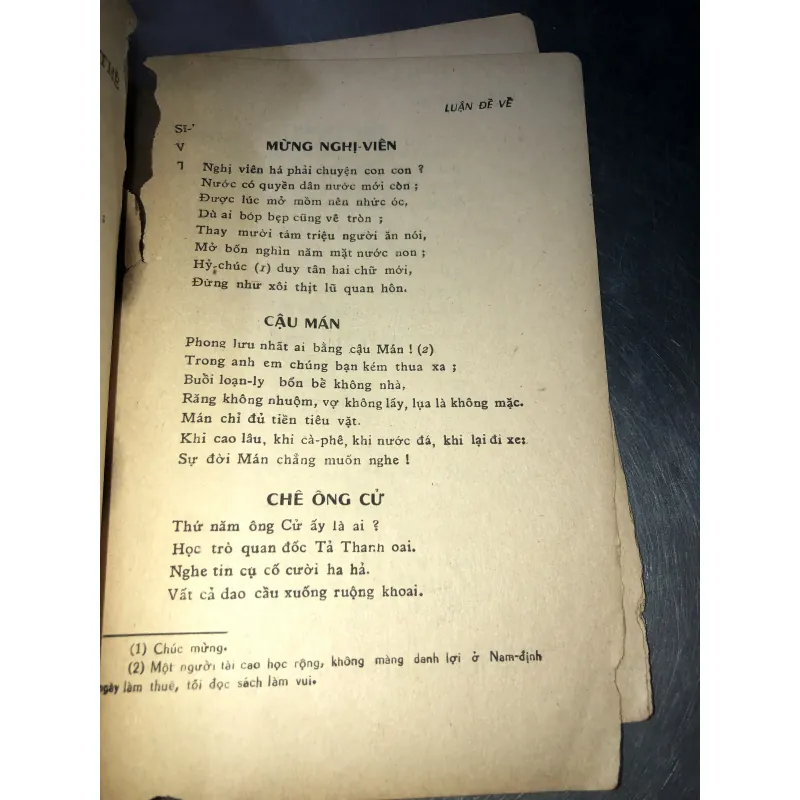 LUẬN ĐỀ VỀ
SI-
V
MỪNG NGHỊ-VIÊN
Nghị viên há phải chuyện con con ?
Nước có quyền dân nước mới còn ;
Được lúc mở mồm nên nhức óc,
Dù ai bóp bẹp cũng vê tròn ;
Thay mười tám triệu người ăn nói,
Mở bốn nghìn năm mặt nước non ;
Hỷ chúc (1) duy tân hai chữ mới,
Đừng như xôi thịt lũ quan hôn.
CẬU MÁN
Phong lưu nhất ai bằng cậu Mán ! (2)
Trong anh em chúng bạn kém thua xa ;
Buổi loạn-ly bốn bề không nhà,
Răng không nhuộm, vợ không lấy, lụa là không mặc.
Mán chỉ đủ tiền tiêu vặt.
Khi cao lâu, khi cà-phê, khi nước đá, khi lại đi xe:
Sự đời Mán chẳng muốn nghe !
CHÊ ÔNG CỬ
Thứ năm ông Cử ấy là ai ?
Học trò quan đốc Tả Thanh oai.
Nghe tin cụ cố cười ha hả.
Vất cả dao cầu xuống ruộng khoai.
(1) Chúc mừng.
(2) Một người tài cao học rộng, không màng danh lợi ở Nam-định
ngày làm thuê, tối đọc sách làm vui.